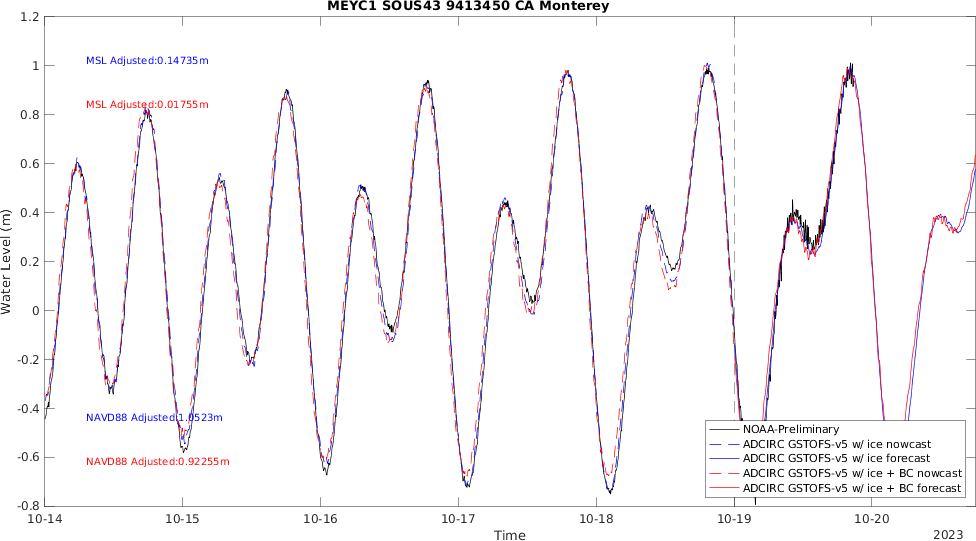 MEYC1 SOUS43 9413450 CA Monterey
1.2
1
0.8
0.6
0.4
0.2
0
-0.2
-0.4
-0.6
-0.8
Water Level (m)
MSL Adjusted:0.14735m
MSL Adjusted:0.01755m
NAVD88 Adjusted:1.0523m
NAVD88 Adjusted:0.92255m
NOAA-Preliminary
ADCIRC GSTOFS-v5 w/ ice nowcast
ADCIRC GSTOFS-v5 w/ ice forecast
ADCIRC GSTOFS-v5 w/ ice + BC nowcast
ADCIRC GSTOFS-v5 w/ ice + BC forecast
10-14 10-15 10-16 10-17 10-18 10-19 10-20
Time
2023